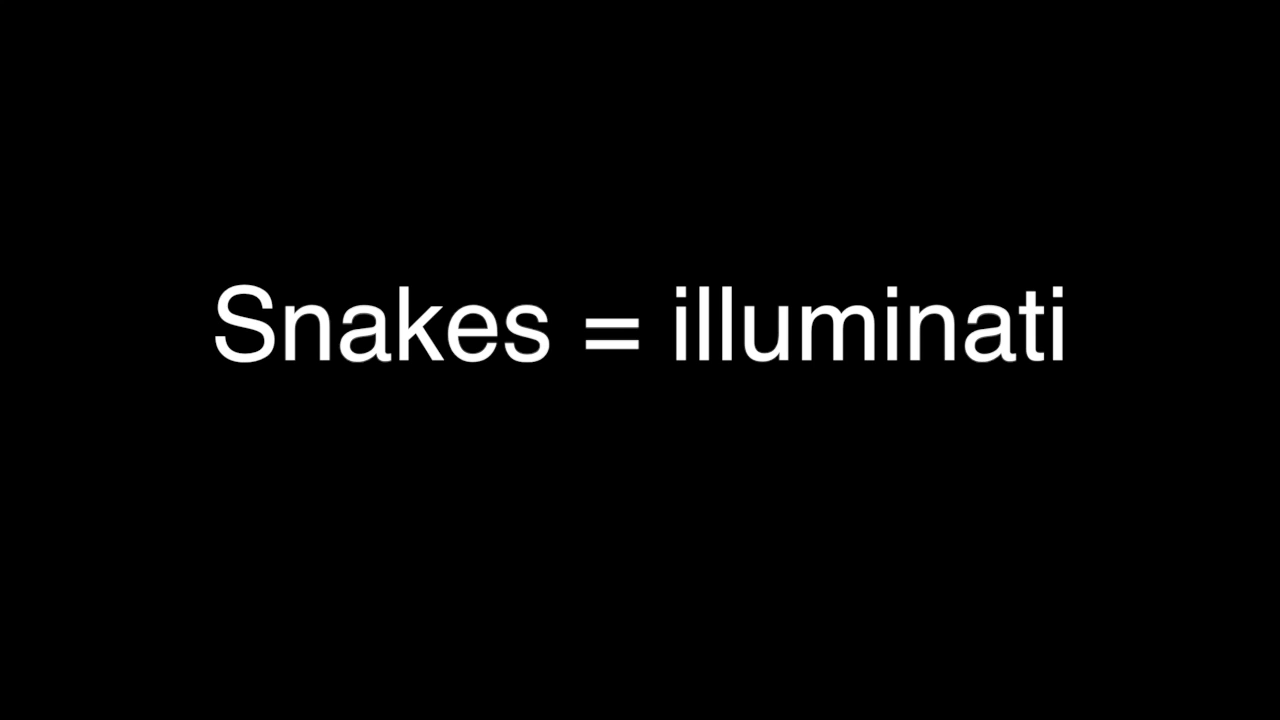 Snakes = illuminati